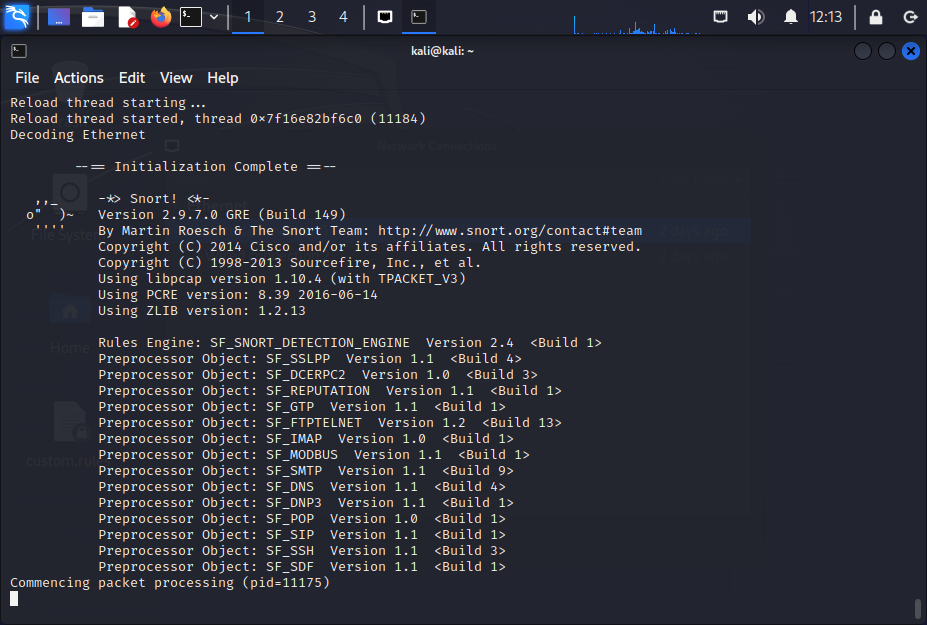 1 2 3 4 12:13
kali@kali: ~
File Actions Edit View Help
Reload thread starting...
Reload thread started, thread 0×7f16e82bf6c0 (11184)
Decoding Ethernet
--== Initialization Complete ==--
,,_ -*> Snort! <*-
o" )~ Version 2.9.7.0 GRE (Build 149)
'''' By Martin Roesch & The Snort Team: http://www.snort.org/contact#team
Copyright (C) 2014 Cisco and/or its affiliates. All rights reserved.
Copyright (C) 1998-2013 Sourcefire, Inc., et al.
Using libpcap version 1.10.4 (with TPACKET_V3)
Using PCRE version: 8.39 2016-06-14
Using ZLIB version: 1.2.13
Rules Engine: SF_SNORT_DETECTION_ENGINE Version 2.4 <Build 1>
Preprocessor Object: SF_SSLPP Version 1.1 <Build 4>
Preprocessor Object: SF_DCERPC2 Version 1.0 <Build 3>
Preprocessor Object: SF_REPUTATION Version 1.1 <Build 1>
Preprocessor Object: SF_GTP Version 1.1 <Build 1>
Preprocessor Object: SF_FTPTELNET Version 1.2 <Build 13>
Preprocessor Object: SF_IMAP Version 1.0 <Build 1>
Preprocessor Object: SF_MODBUS Version 1.1 <Build 1>
Preprocessor Object: SF_SMTP Version 1.1 <Build 9>
Preprocessor Object: SF_DNS Version 1.1 <Build 4>
Preprocessor Object: SF_DNP3 Version 1.1 <Build 1>
Preprocessor Object: SF_POP Version 1.0 <Build 1>
Preprocessor Object: SF_SIP Version 1.1 <Build 1>
Preprocessor Object: SF_SSH Version 1.1 <Build 3>
Preprocessor Object: SF_SDF Version 1.1 <Build 1>
Commencing packet processing (pid=11175)
Network Connections
2 days ago
File System
Home